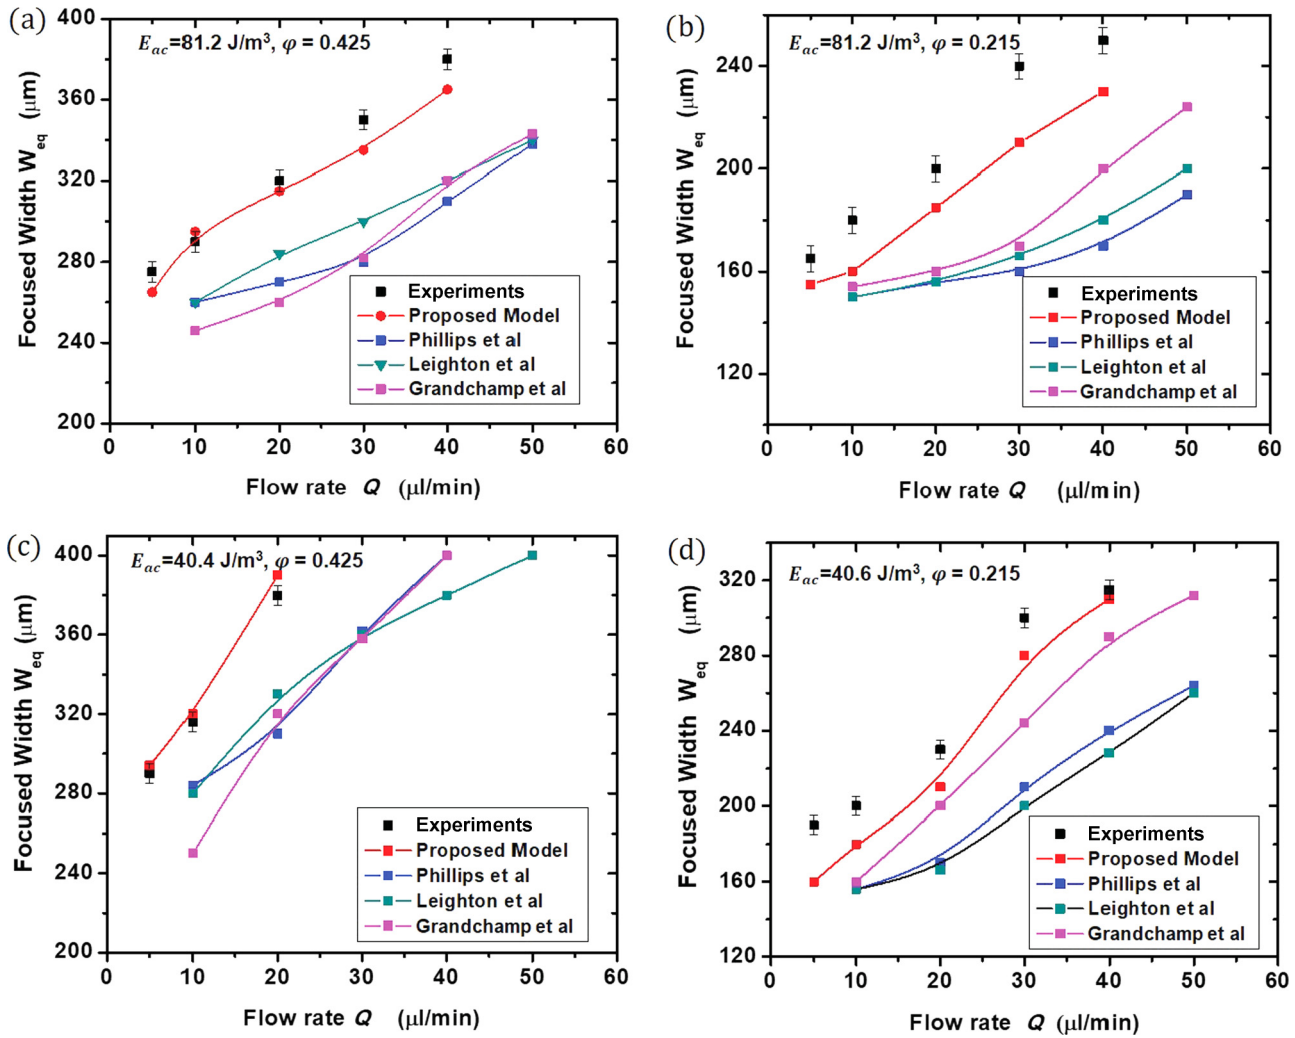 (a)
E_ac=81.2 J/m³, φ = 0.425
Focused Width W_eq (μm)
400
360
320
280
240
200
Experiments
Proposed Model
Phillips et al
Leighton et al
Grandchamp et al
0 10 20 30 40 50 60
Flow rate Q (μl/min)
(b)
E_ac=81.2 J/m³, φ = 0.215
Focused Width W_eq (μm)
240
200
160
120
Experiments
Proposed Model
Phillips et al
Leighton et al
Grandchamp et al
0 10 20 30 40 50 60
Flow rate Q (μl/min)
(c)
E_ac=40.4 J/m³, φ = 0.425
Focused Width W_eq (μm)
400
360
320
280
240
200
Experiments
Proposed Model
Phillips et al
Leighton et al
Grandchamp et al
0 10 20 30 40 50 60
Flow rate Q (μl/min)
(d)
E_ac=40.6 J/m³, φ = 0.215
Focused Width W_eq (μm)
320
280
240
200
160
120
Experiments
Proposed Model
Phillips et al
Leighton et al
Grandchamp et al
0 10 20 30 40 50 60
Flow rate Q (μl/min)